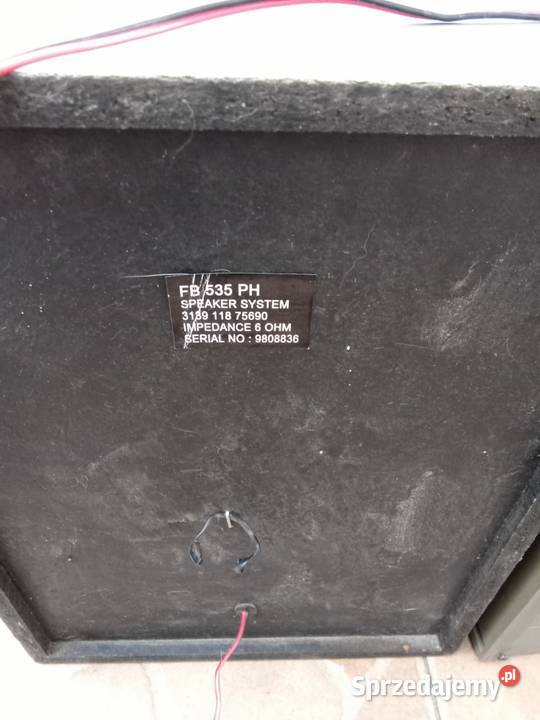 FB 535 PH
SPEAKER SYSTEM
3139 118 75690
IMPEDANCE 6 OHM
SERIAL NO : 9808836
Sprzedajemy.pl